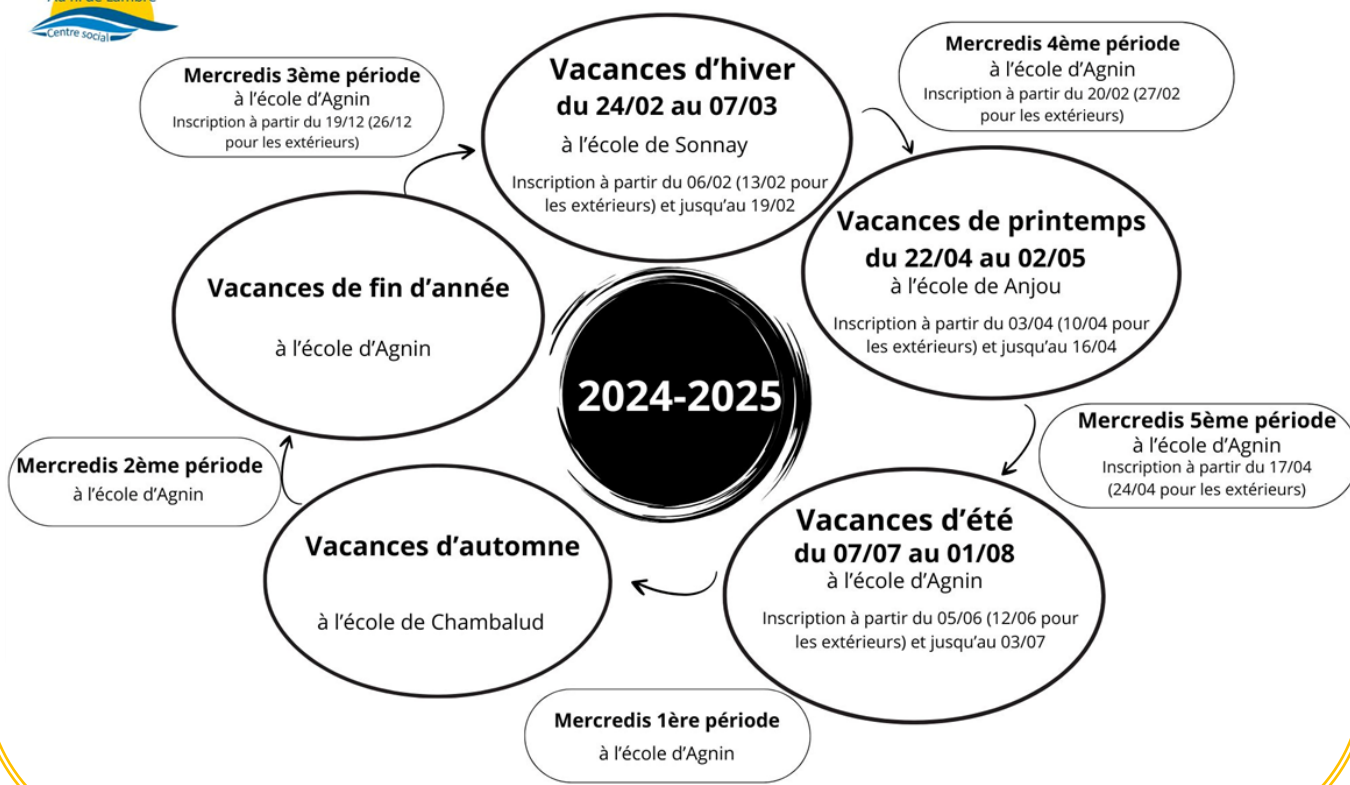 Au fil de Lambre
Centre social
Mercredis 3ème période
à l'école d'Agnin
Inscription à partir du 19/12 (26/12
pour les extérieurs)
Vacances d'hiver
du 24/02 au 07/03
à l'école de Sonnay
Inscription à partir du 06/02 (13/02 pour
les extérieurs) et jusqu'au 19/02
Mercredis 4ème période
à l'école d'Agnin
Inscription à partir du 20/02 (27/02
pour les extérieurs)
Vacances de printemps
du 22/04 au 02/05
à l'école de Anjou
Inscription à partir du 03/04 (10/04 pour
les extérieurs) et jusqu'au 16/04
Vacances de fin d'année
à l'école d'Agnin
2024-2025
Mercredis 5ème période
à l'école d'Agnin
Inscription à partir du 17/04
(24/04 pour les extérieurs)
Mercredis 2ème période
à l'école d'Agnin
Vacances d'automne
à l'école de Chambalud
Vacances d'été
du 07/07 au 01/08
à l'école d'Agnin
Inscription à partir du 05/06 (12/06 pour
les extérieurs) et jusqu'au 03/07
Mercredis 1ère période
à l'école d'Agnin